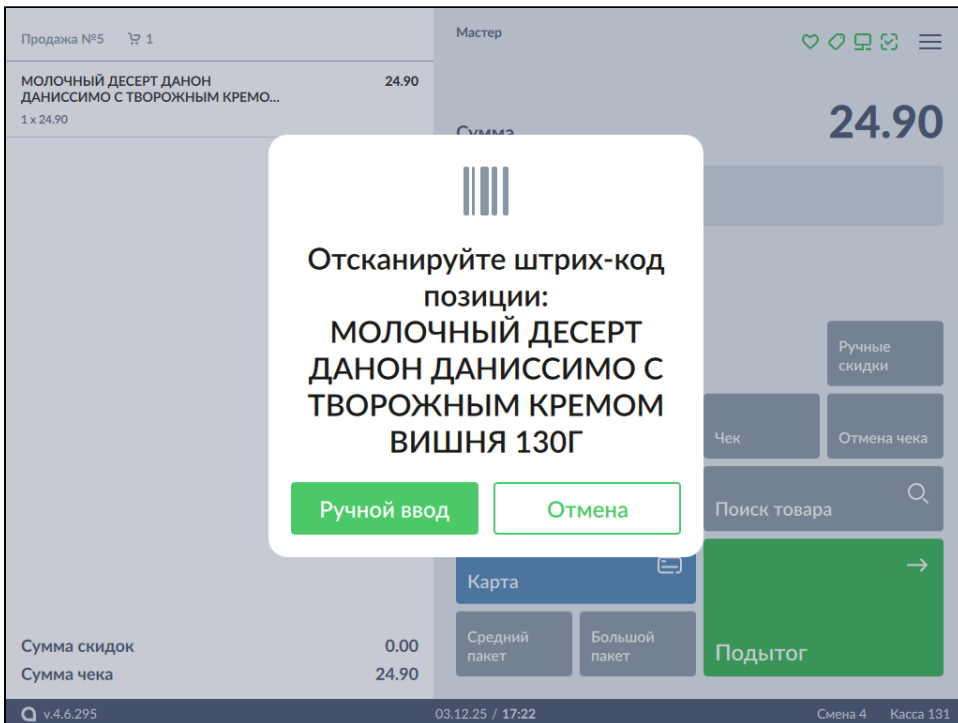 Продажа №5 1
Мастер
МОЛОЧНЫЙ ДЕСЕРТ ДАНОН 24.90
ДАНИССИМО С ТВОРОЖНЫМ КРЕМО...
1 x 24.90
Сумма 24.90
Отсканируйте штрих-код
позиции:
МОЛОЧНЫЙ ДЕСЕРТ
ДАНОН ДАНИССИМО С
ТВОРОЖНЫМ КРЕМОМ
ВИШНЯ 130Г
Ручной ввод
Отмена
Ручные
скидки
Чек
Отмена чека
Поиск товара
Карта
Средний
пакет
Большой
пакет
Подытог
Сумма скидок 0.00
Сумма чека 24.90
v.4.6.295
03.12.25 / 17:22
Смена 4 Касса 131